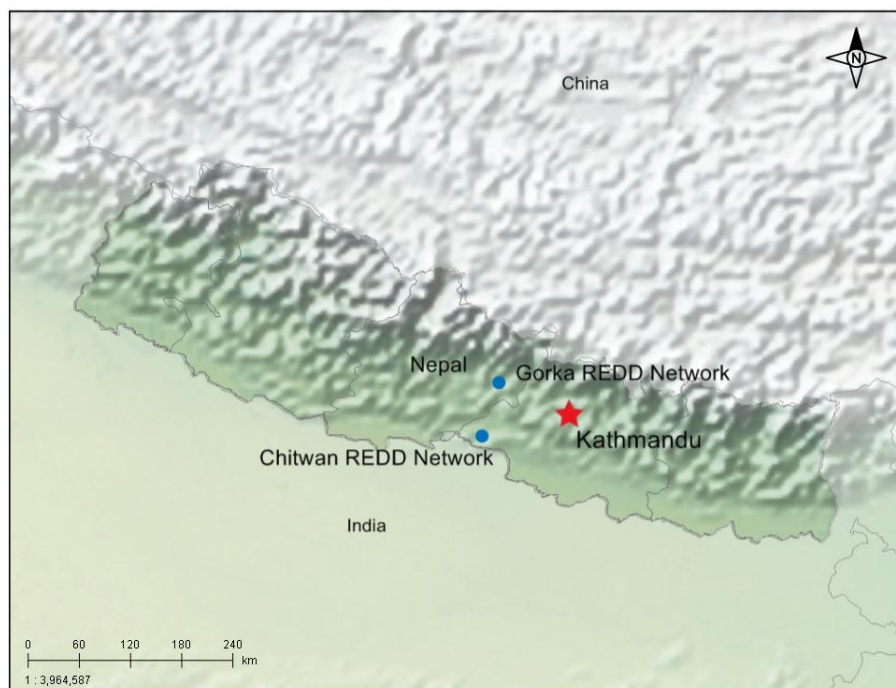 N
China
Nepal
Gorka REDD Network
Kathmandu
Chitwan REDD Network
India
0 60 120 180 240
km
1 : 3,964,587